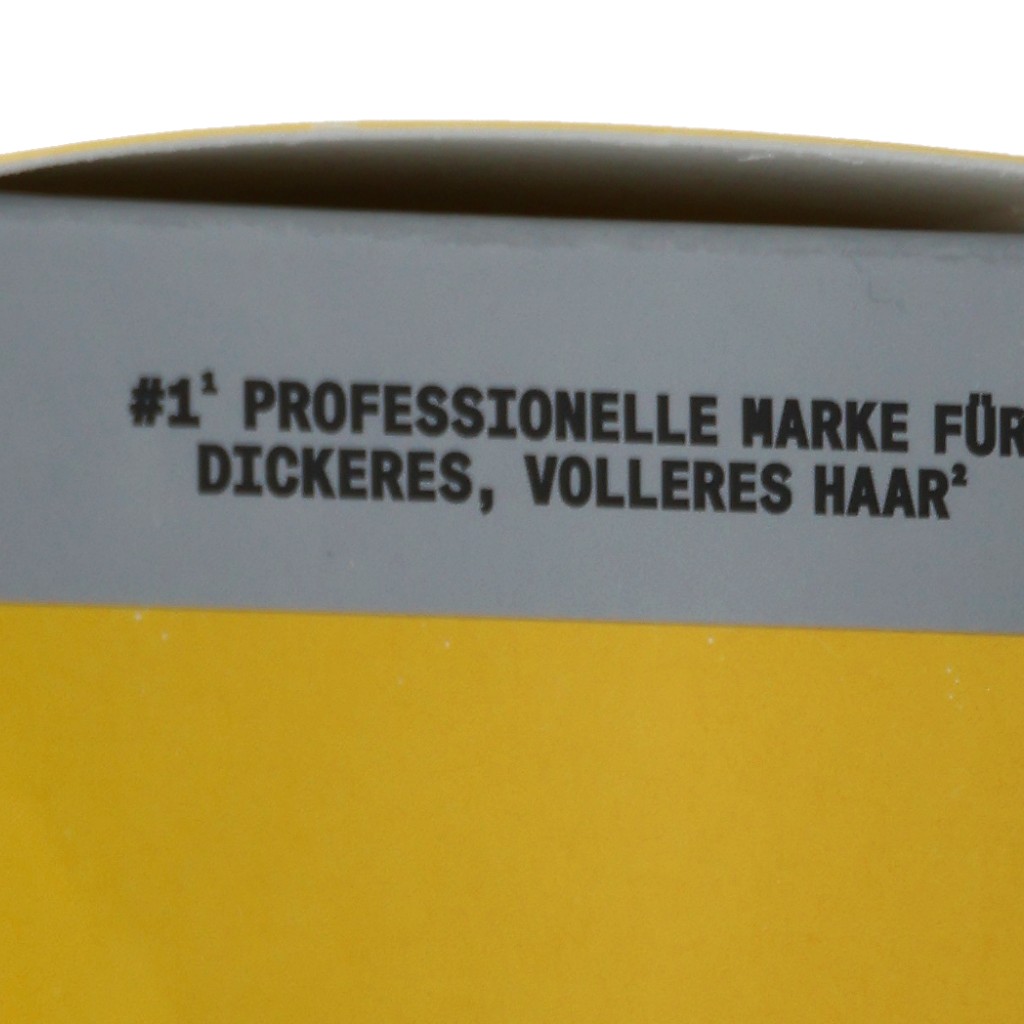 #1¹ PROFESSIONELLE MARKE FÜR
DICKERES, VOLLERES HAAR²